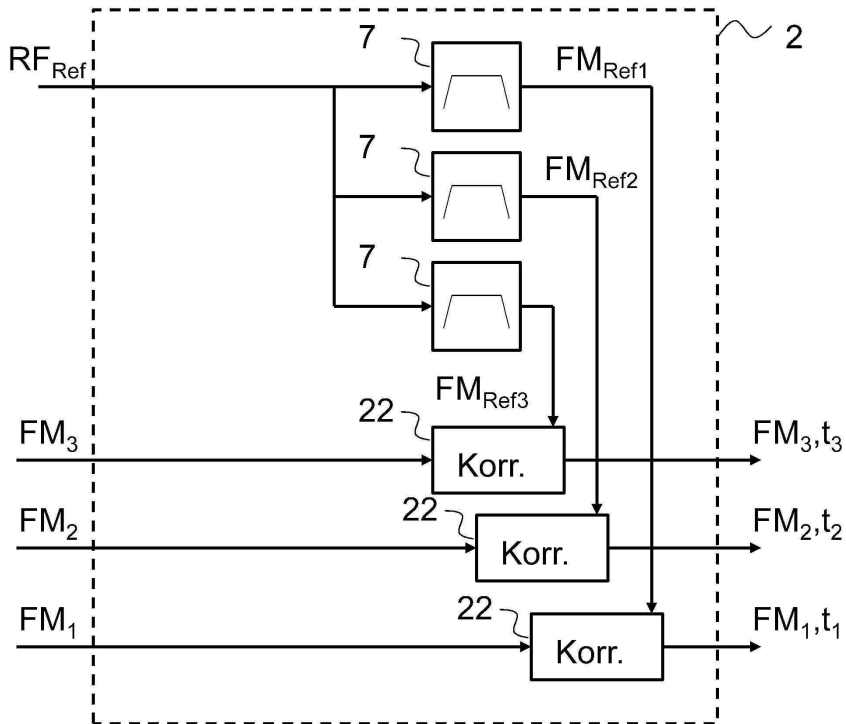 2
RF_Ref
7
FM_Ref1
7
FM_Ref2
7
FM_Ref3
22
FM_3
Korr.
FM_3,t_3
22
FM_2
Korr.
FM_2,t_2
22
FM_1
Korr.
FM_1,t_1